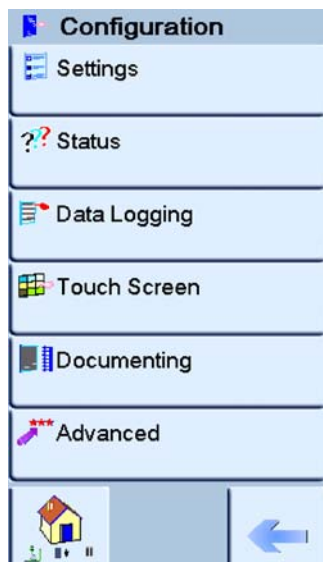 Configuration
Settings
??? Status
Data Logging
Touch Screen
Documenting
*** Advanced